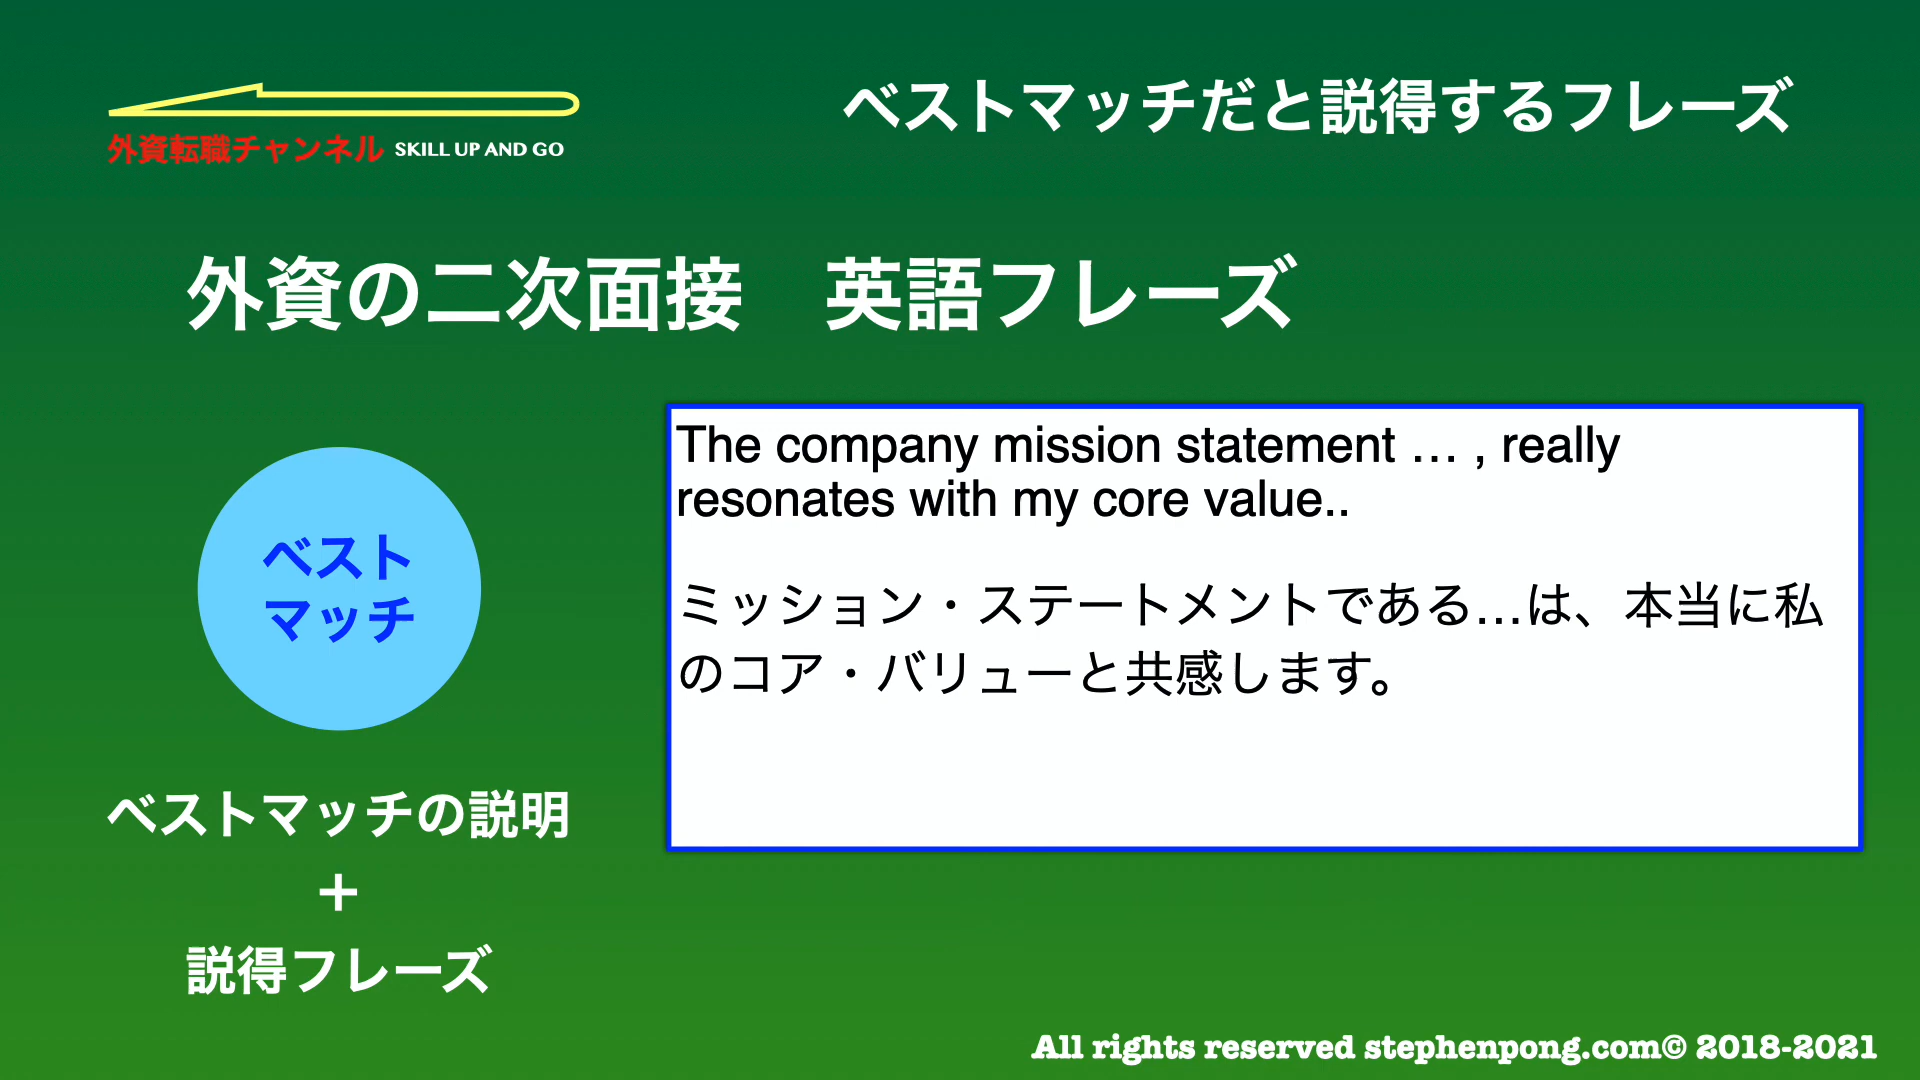 外資転職チャンネル SKILL UP AND GO
ベストマッチだと説得するフレーズ
外資の二次面接　英語フレーズ
ベスト
マッチ
ベストマッチの説明
＋
説得フレーズ
The company mission statement … , really
resonates with my core value..
ミッション・ステートメントである…は、本当に私
のコア・バリューと共感します。
All rights reserved stephenpong.com© 2018-2021